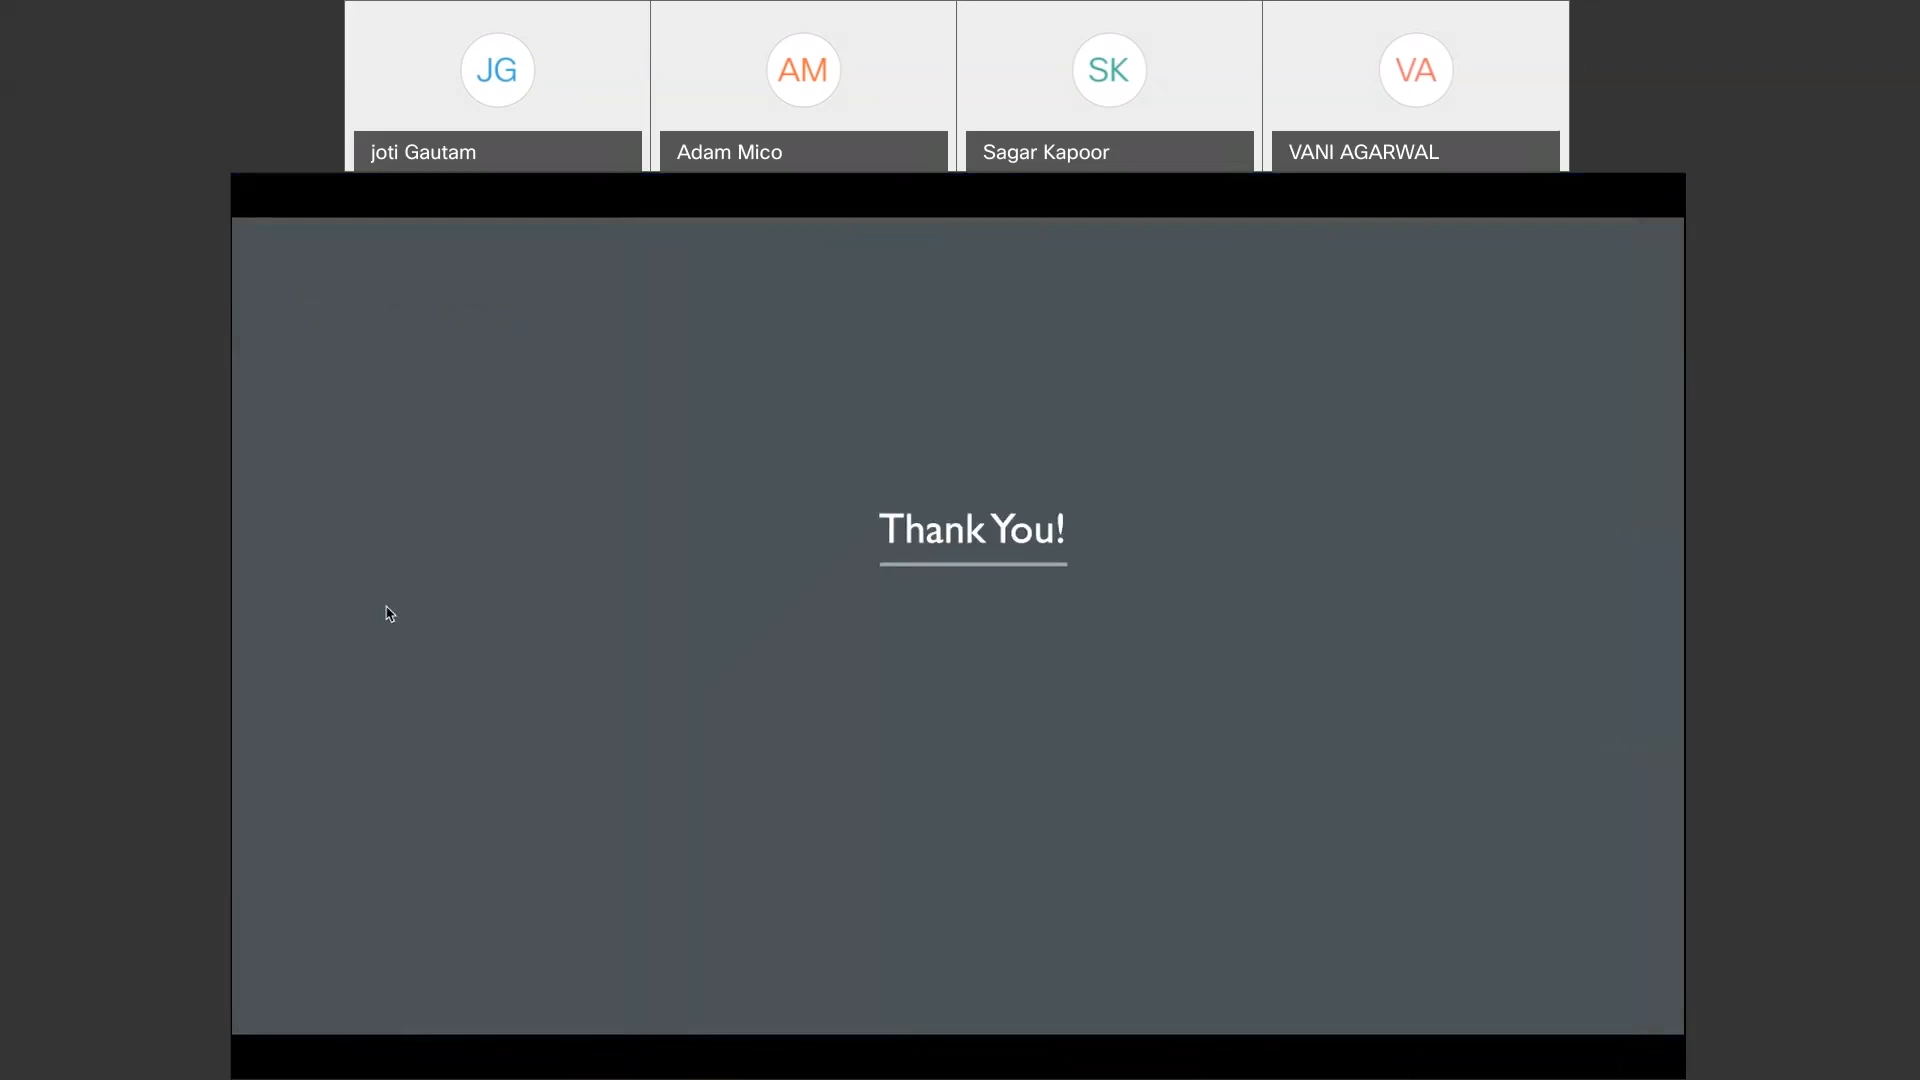 JG
AM
SK
VA
joti Gautam
Adam Mico
Sagar Kapoor
VANI AGARWAL
Thank You!